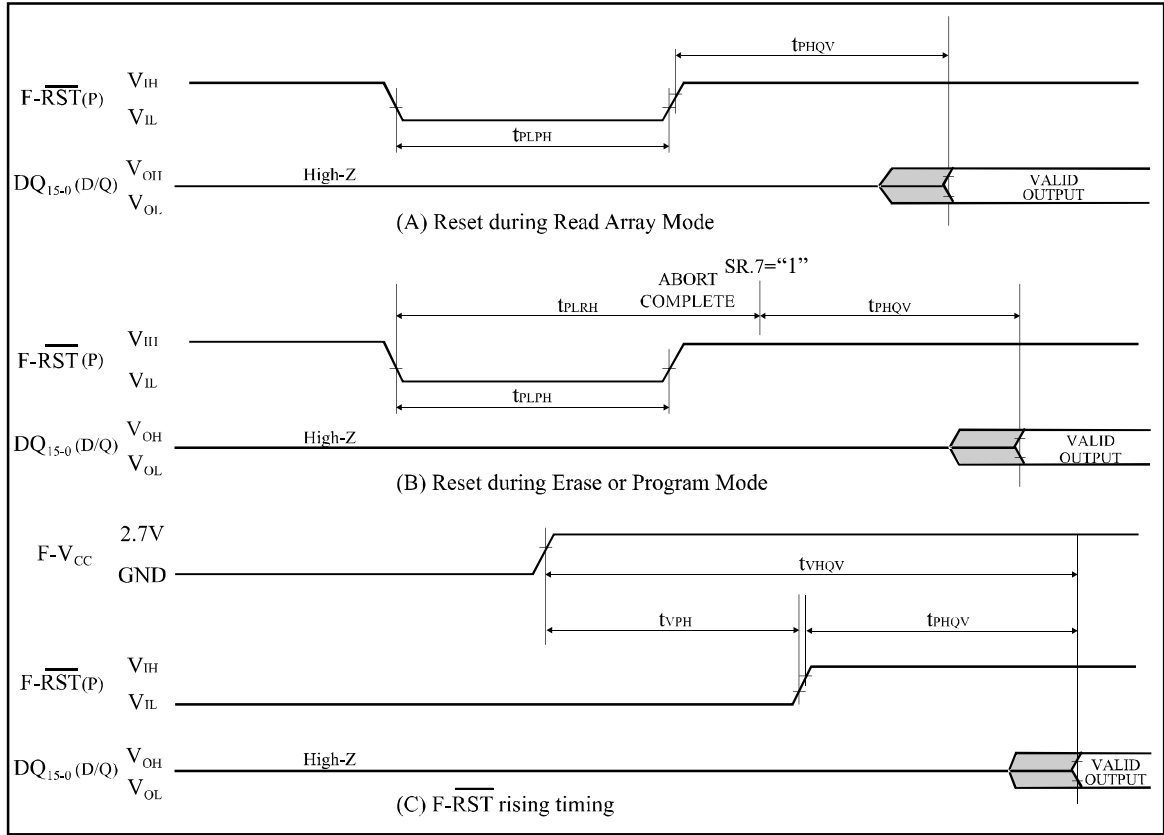 tPHQV
F-RST(P) VIH
VIL
tPLPH
DQ15-0 (D/Q) VOH
VOL
High-Z
VALID
OUTPUT
(A) Reset during Read Array Mode
SR.7=“1”
ABORT
COMPLETE
tPLRH
tPHQV
F-RST(P) VIH
VIL
tPLPH
DQ15-0 (D/Q) VOH
VOL
High-Z
VALID
OUTPUT
(B) Reset during Erase or Program Mode
F-VCC 2.7V
GND
tVHQV
tVPH
tPHQV
F-RST(P) VIH
VIL
DQ15-0 (D/Q) VOH
VOL
High-Z
VALID
OUTPUT
(C) F-RST rising timing